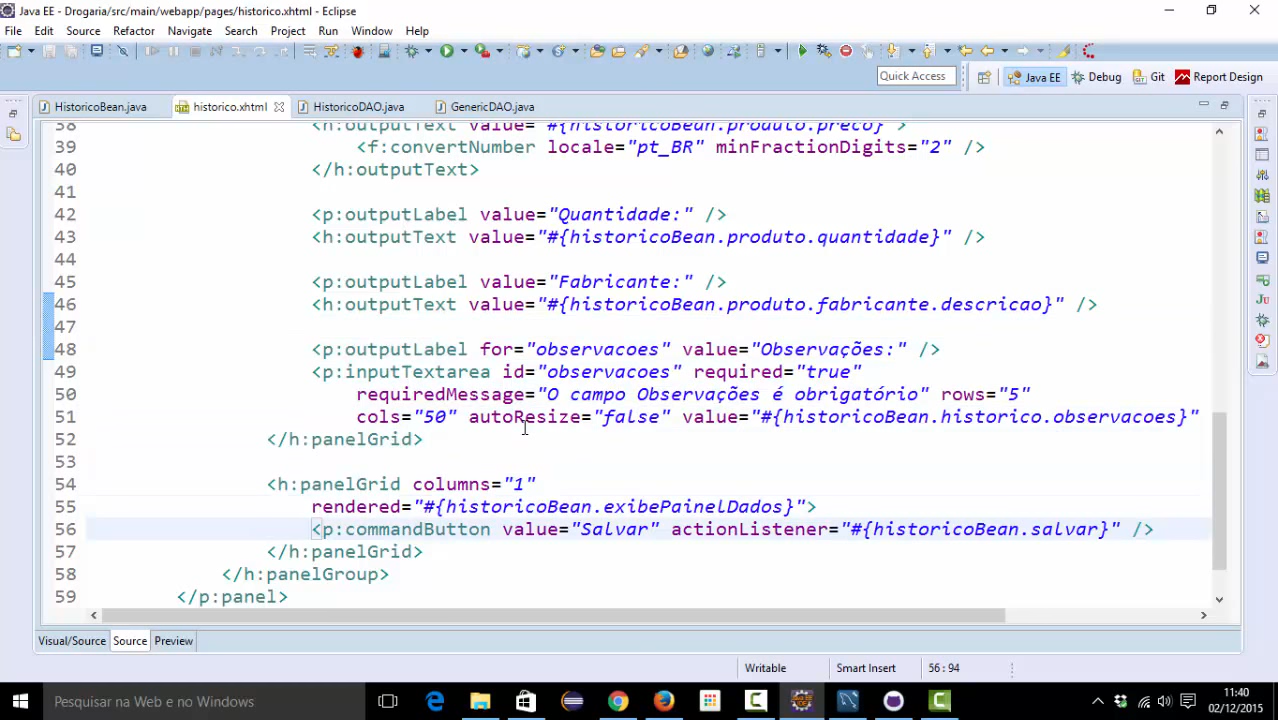 Java EE - Drogaria/src/main/webapp/pages/historico.xhtml - Eclipse
File Edit Source Refactor Navigate Search Project Run Window Help
Quick Access Java EE Debug Git Report Design
HistoricoBean.java historico.xhtml HistoricoDAO.java GenericDAO.java
38 <h:outputText value="#{historicoBean.produto.preco}">
39 <f:convertNumber locale="pt_BR" minFractionDigits="2" />
40 </h:outputText>
41
42 <p:outputLabel value="Quantidade:" />
43 <h:outputText value="#{historicoBean.produto.quantidade}" />
44
45 <p:outputLabel value="Fabricante:" />
46 <h:outputText value="#{historicoBean.produto.fabricante.descricao}" />
47
48 <p:outputLabel for="observacoes" value="Observações:" />
49 <p:inputTextarea id="observacoes" required="true"
50 requiredMessage="O campo Observações é obrigatório" rows="5"
51 cols="50" autoResize="false" value="#{historicoBean.historico.observacoes}"
52 </h:panelGrid>
53
54 <h:panelGrid columns="1"
55 rendered="#{historicoBean.exibePainelDados}">
56 <p:commandButton value="Salvar" actionListener="#{historicoBean.salvar}" />
57 </h:panelGrid>
58 </h:panelGroup>
59 </p:panel>
Visual/Source Source Preview
Writable Smart Insert 56 : 94
Pesquisar na Web e no Windows
11:40
02/12/2015